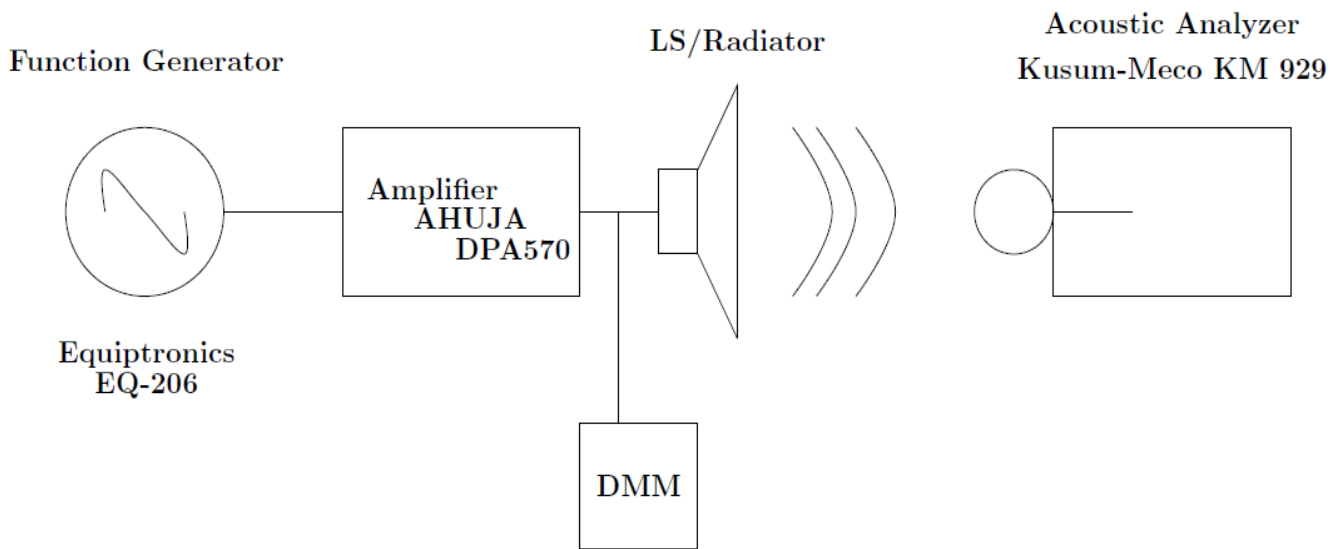 Function Generator
Equiptronics
EQ-206
Amplifier
AHUJA
DPA570
DMM
LS/Radiator
Acoustic Analyzer
Kusum-Meco KM 929